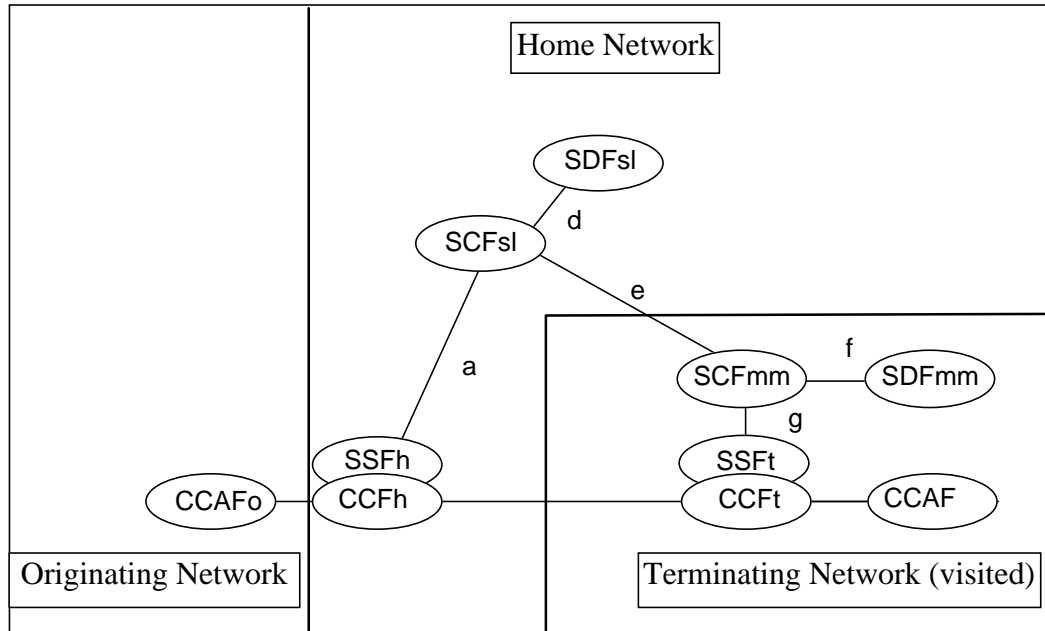 Home Network
SDFsl
d
SCFsl
e
a
f
SCFmm
SDFmm
g
SSFh
SSFt
CCAFo
CCFh
CCFt
CCAF
Originating Network
Terminating Network (visited)